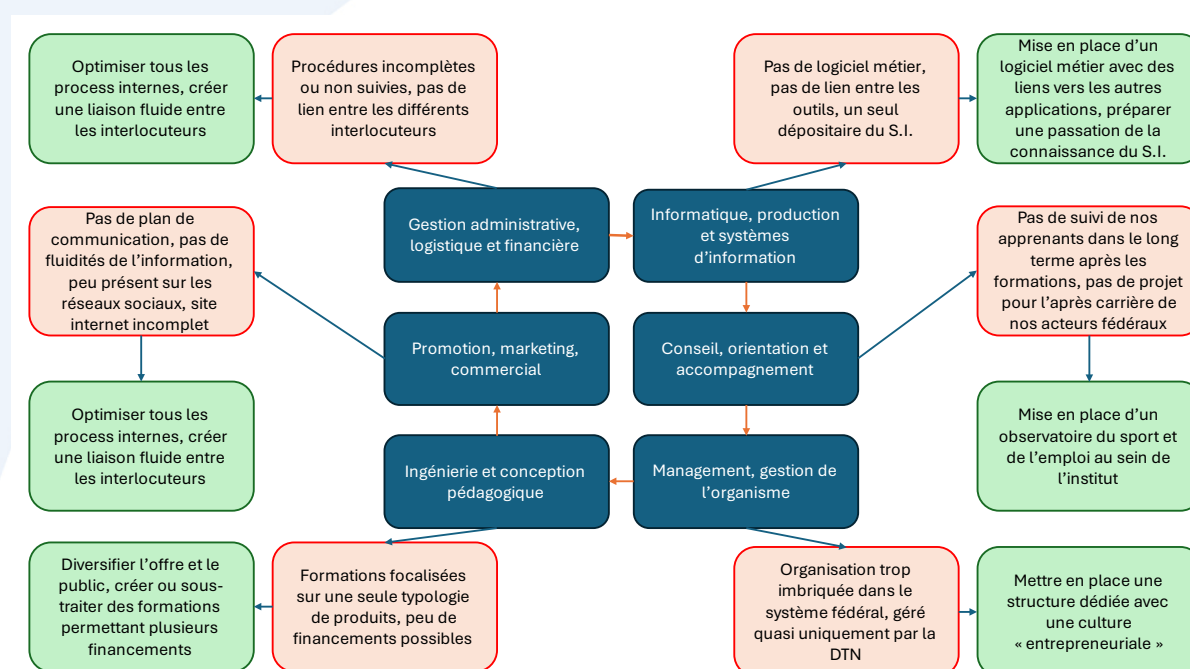 Optimiser tous les
process internes, créer
une liaison fluide entre
les interlocuteurs
Procédures incomplètes
ou non suivies, pas de
lien entre les différents
interlocuteurs
Pas de logiciel métier,
pas de lien entre les
outils, un seul
dépositaire du S.I.
Mise en place d’un
logiciel métier avec des
liens vers les autres
applications, préparer
une passation de la
connaissance du S.I.
Gestion administrative,
logistique et financière
Informatique, production
et systèmes
d’information
Pas de plan de
communication, pas de
fluidités de l’information,
peu présent sur les
réseaux sociaux, site
internet incomplet
Pas de suivi de nos
apprenants dans le long
terme après les
formations, pas de projet
pour l’après carrière de
nos acteurs fédéraux
Promotion, marketing,
commercial
Conseil, orientation et
accompagnement
Optimiser tous les
process internes, créer
une liaison fluide entre
les interlocuteurs
Mise en place d’un
observatoire du sport et
de l’emploi au sein de
l’institut
Ingénierie et conception
pédagogique
Management, gestion de
l’organisme
Diversifier l’offre et le
public, créer ou sous-
traiter des formations
permettant plusieurs
financements
Formations focalisées
sur une seule typologie
de produits, peu de
financements possibles
Organisation trop
imbriquée dans le
système fédéral, géré
quasi uniquement par la
DTN
Mettre en place une
structure dédiée avec
une culture
« entrepreneuriale »